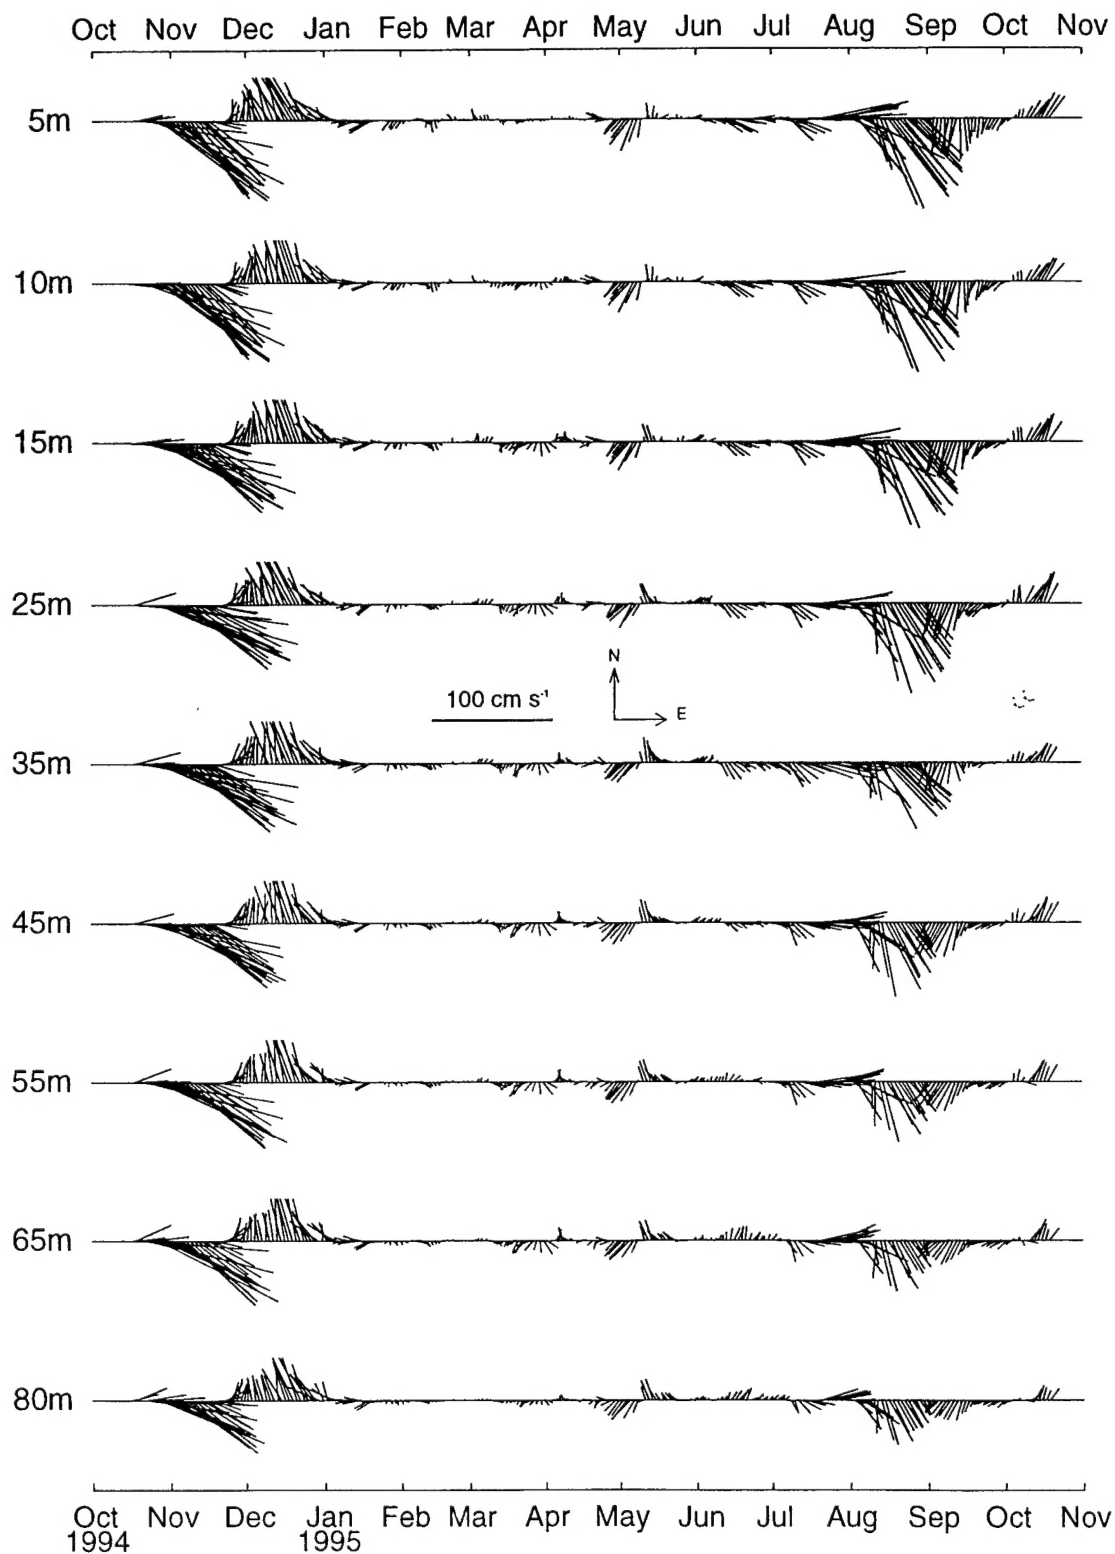 Oct Nov Dec Jan Feb Mar Apr May Jun Jul Aug Sep Oct Nov
5m
10m
15m
25m
N
100 cm s⁻¹
E
35m
45m
55m
65m
80m
Oct Nov Dec Jan Feb Mar Apr May Jun Jul Aug Sep Oct Nov
1994 1995